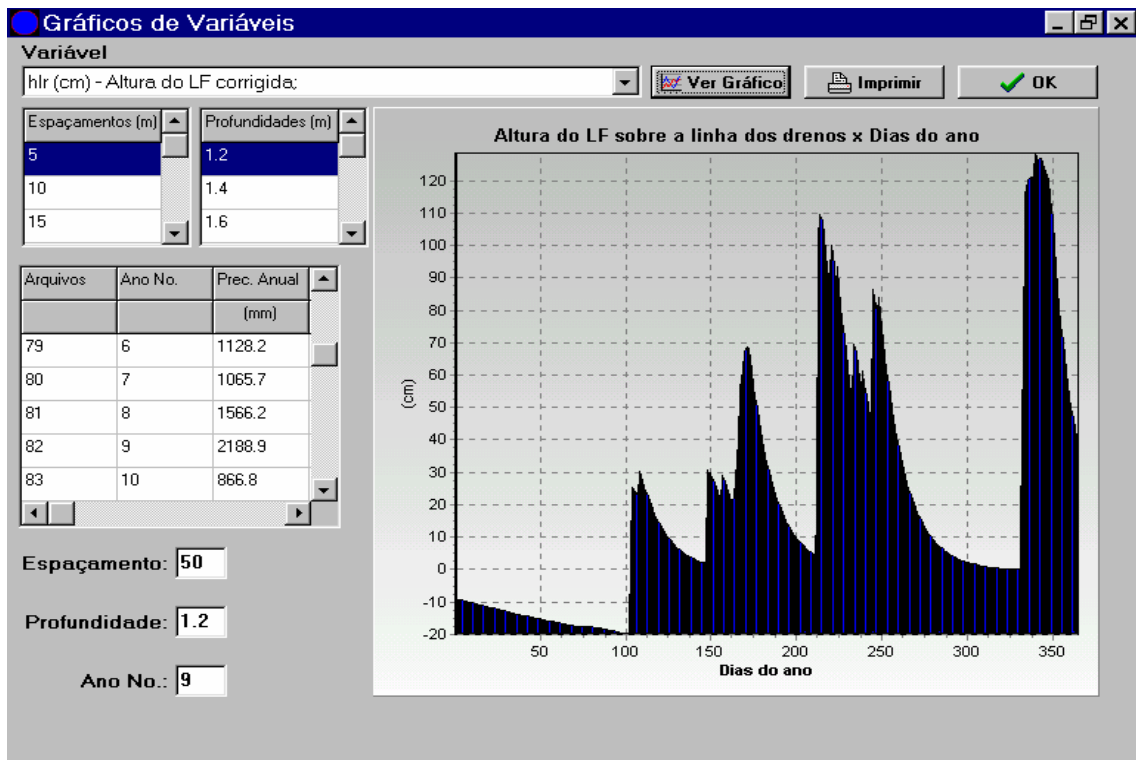 Gráficos de Variáveis
Variável
hlr (cm) - Altura do LF corrigida;
Ver Gráfico
Imprimir
OK
Espaçamentos (m)
5
10
15
Profundidades (m)
1.2
1.4
1.6
Arquivos Ano No. Prec. Anual
(mm)
79 6 1128.2
80 7 1065.7
81 8 1566.2
82 9 2188.9
83 10 866.8
Espaçamento: 50
Profundidade: 1.2
Ano No.: 9
Altura do LF sobre a linha dos drenos x Dias do ano
(cm)
120
110
100
90
80
70
60
50
40
30
20
10
0
-10
-20
50 100 150 200 250 300 350
Dias do ano